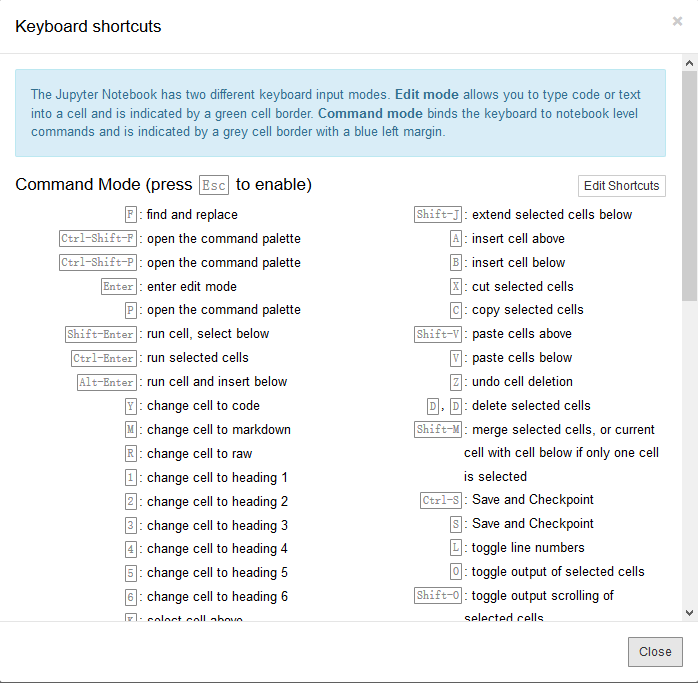 Keyboard shortcuts
×
The Jupyter Notebook has two different keyboard input modes. Edit mode allows you to type code or text
into a cell and is indicated by a green cell border. Command mode binds the keyboard to notebook level
commands and is indicated by a grey cell border with a blue left margin.
Command Mode (press Esc to enable)
Edit Shortcuts
F : find and replace
Ctrl-Shift-F : open the command palette
Ctrl-Shift-P : open the command palette
Enter : enter edit mode
P : open the command palette
Shift-Enter : run cell, select below
Ctrl-Enter : run selected cells
Alt-Enter : run cell and insert below
Y : change cell to code
M : change cell to markdown
R : change cell to raw
1 : change cell to heading 1
2 : change cell to heading 2
3 : change cell to heading 3
4 : change cell to heading 4
5 : change cell to heading 5
6 : change cell to heading 6
K : select cell above
Shift-J : extend selected cells below
A : insert cell above
B : insert cell below
X : cut selected cells
C : copy selected cells
Shift-V : paste cells above
V : paste cells below
Z : undo cell deletion
D, D : delete selected cells
Shift-M : merge selected cells, or current
cell with cell below if only one cell
is selected
Ctrl-S : Save and Checkpoint
S : Save and Checkpoint
L : toggle line numbers
O : toggle output of selected cells
Shift-O : toggle output scrolling of
selected cells
Close